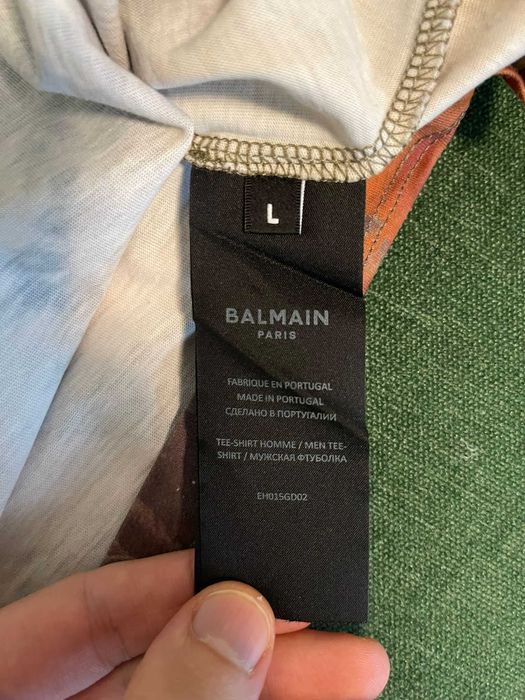 L
BALMAIN
PARIS
FABRIQUE EN PORTUGAL
MADE IN PORTUGAL
СДЕЛАНО В ПОРТУГАЛИИ
TEE-SHIRT HOMME / MEN TEE-
SHIRT / МУЖСКАЯ ФТУБОЛКА
EH015GD02